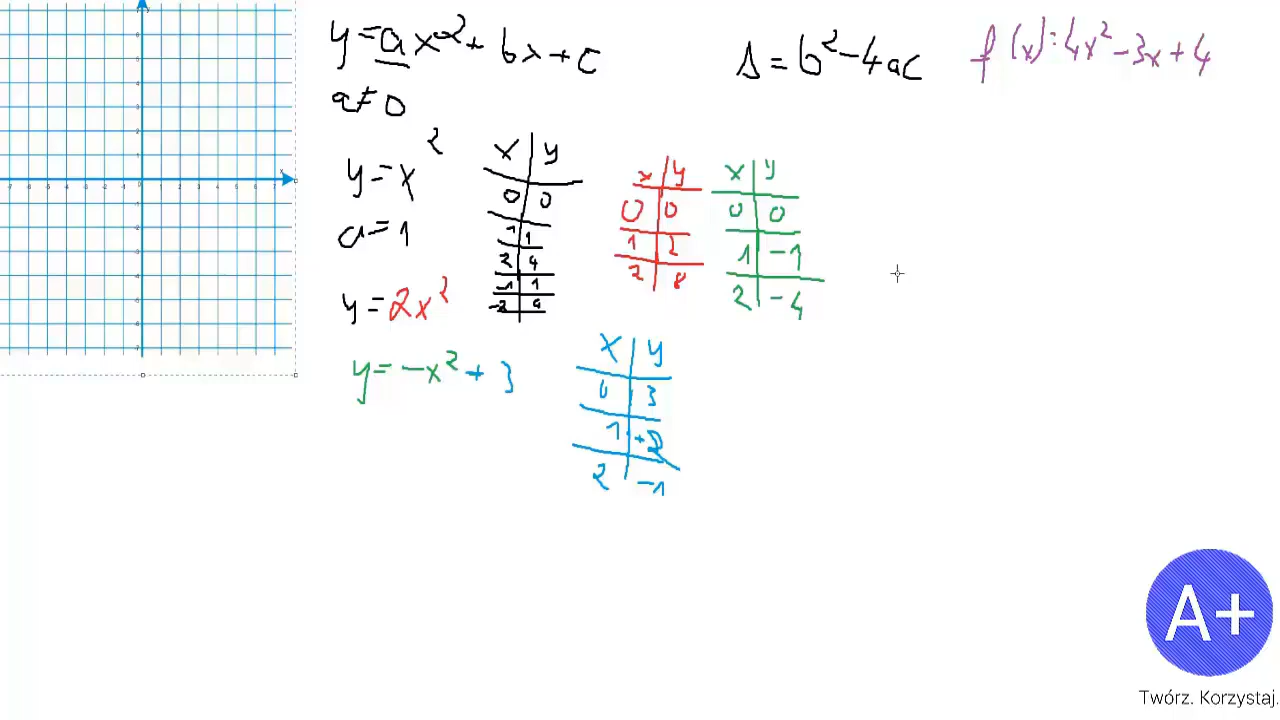 y = ax² + bx + c
Δ = b² - 4ac
f(x): 4x² - 3x + 4
a ≠ 0
y = x²
a = 1
y = 2x²
y = -x² + 3
x y
0 0
1 1
2 4
-1 1
-2 4
x y
0 0
1 2
2 8
x y
0 0
1 -1
2 -4
x y
0 3
1 +2
2 -1
A+
Twórz. Korzystaj.